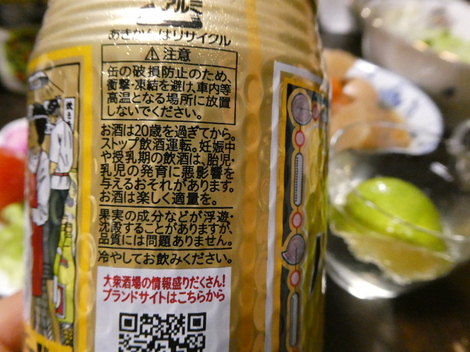 アルミ
あきかんはリサイクル
⚠注意
缶の破損防止のため、
衝撃・凍結を避け、車内等
高温となる場所に放置
しないでください。
お酒は20歳を過ぎてから。
ストップ飲酒運転。妊娠中
や授乳期の飲酒は、胎児・
乳児の発育に悪影響を
与えるおそれがあります。
お酒は楽しく適量を。
果実の成分などが浮遊・
沈殿することがありますが、
品質には問題ありません。
冷やしてお飲みください。
大衆酒場の情報盛りだくさん!
ブランドサイトはこちらから